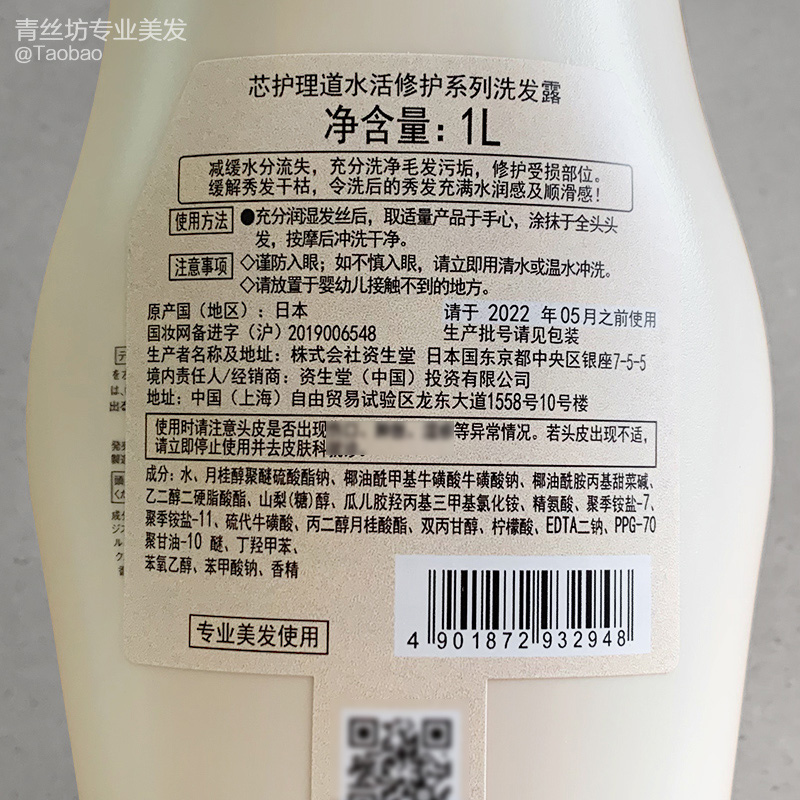 青丝坊专业美发
@Taobao
芯护理道水活修护系列洗发露
净含量：1L
减缓水分流失，充分洗净毛发污垢，修护受损部位。
缓解秀发干枯，令洗后的秀发充满水润感及顺滑感！
使用方法 ●充分润湿发丝后，取适量产品于手心，涂抹于全头头
发，按摩后冲洗干净。
注意事项 ◇谨防入眼；如不慎入眼，请立即用清水或温水冲洗。
◇请放置于婴幼儿接触不到的地方。
原产国（地区）：日本 请于 2022 年05月之前使用
国妆网备进字（沪）2019006548 生产批号请见包装
生产者名称及地址：株式会社资生堂 日本国东京都中央区银座7-5-5
境内责任人/经销商：资生堂（中国）投资有限公司
地址：中国（上海）自由贸易试验区龙东大道1558号10号楼
使用时请注意头皮是否出现 等异常情况。若头皮出现不适，
请立即停止使用并去皮肤科
成分：水、月桂醇聚醚硫酸酯钠、椰油酰甲基牛磺酸牛磺酸钠、椰油酰胺丙基甜菜碱、
乙二醇二硬脂酸酯、山梨(糖)醇、瓜儿胶羟丙基三甲基氯化铵、精氨酸、聚季铵盐-7、
聚季铵盐-11、硫代牛磺酸、丙二醇月桂酸酯、双丙甘醇、柠檬酸、EDTA二钠、PPG-70
聚甘油-10 醚、丁羟甲苯、
苯氧乙醇、苯甲酸钠、香精
专业美发使用
4 901872 932948